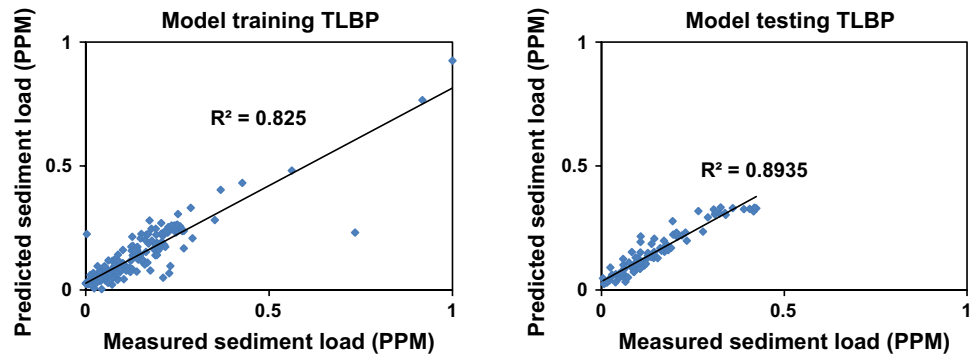 Model training TLBP
Predicted sediment load (PPM)
1
0.5
0
R² = 0.825
0
0.5
1
Measured sediment load (PPM)
Model testing TLBP
Predicted sediment load (PPM)
1
0.5
0
R² = 0.8935
0
0.5
1
Measured sediment load (PPM)